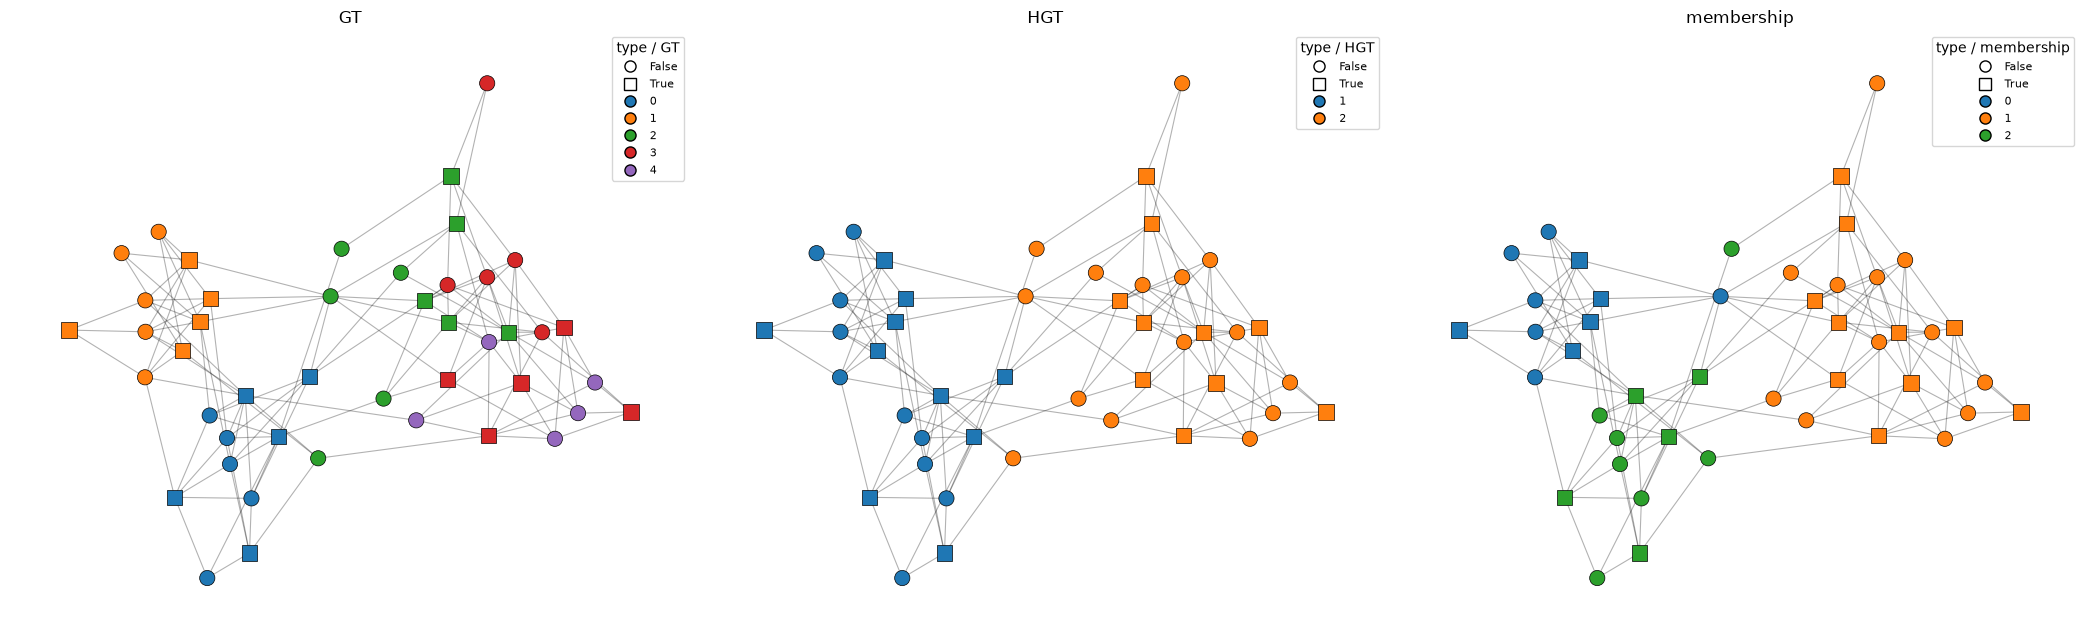 GT
type / GT
False
True
0
1
2
3
4
HGT
type / HGT
False
True
1
2
membership
type / membership
False
True
0
1
2